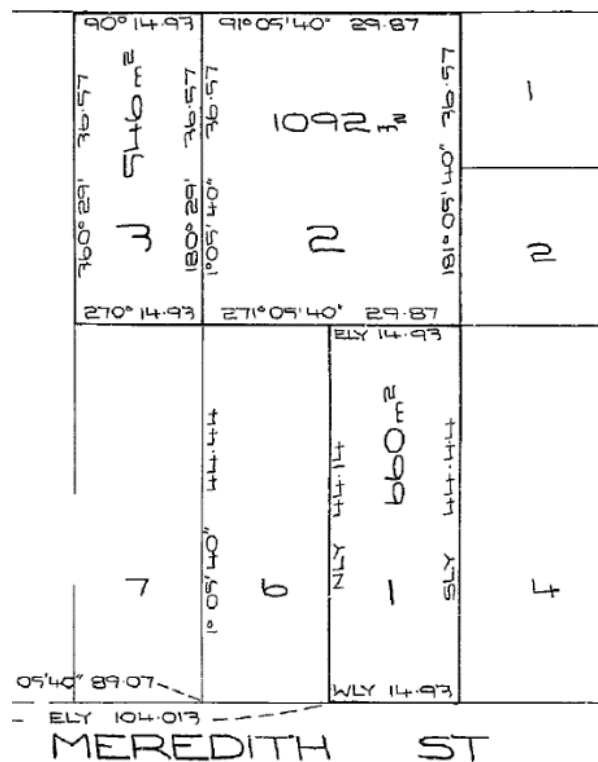 90° 14·93 91°05'40" 29·87
360° 29' 36·57
546m²
3
180° 29' 36·57
1°05'40" 36·57
1092 m²
2
181° 05' 40" 36·57
1
2
270° 14·93 271°05'40" 29·87
ELY 14·93
1° 05' 40" 44·44
NLY 44·14
660m²
SLY 44·44
7 6 1 4
05'40" 89·07
WLY 14·93
ELY 104·013
MEREDITH ST